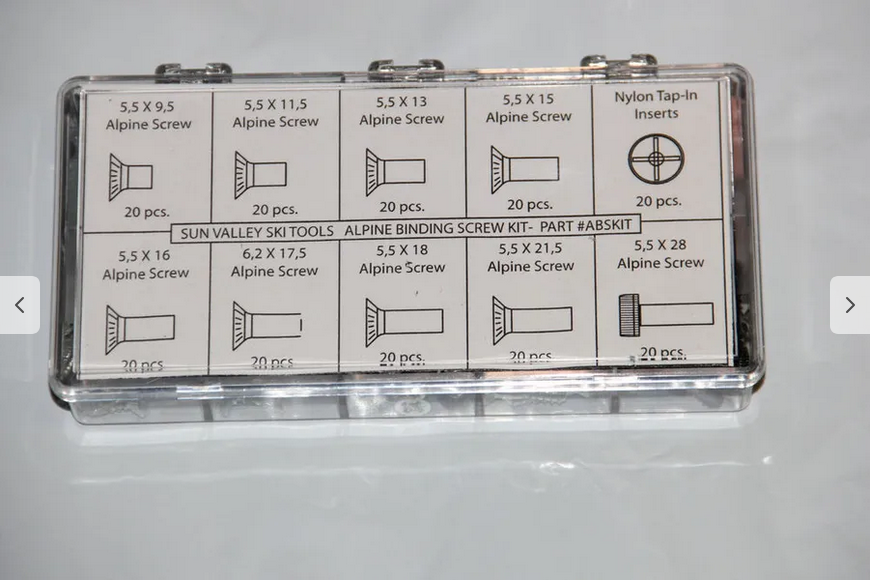 5,5 X 9,5
Alpine Screw
20 pcs.
5,5 X 11,5
Alpine Screw
20 pcs.
5,5 X 13
Alpine Screw
20 pcs.
5,5 X 15
Alpine Screw
20 pcs.
Nylon Tap-In
Inserts
20 pcs.
SUN VALLEY SKI TOOLS ALPINE BINDING SCREW KIT- PART #ABSKIT
5,5 X 16
Alpine Screw
20 pcs
6,2 X 17,5
Alpine Screw
20 pcs
5,5 X 18
Alpine Screw
20 pcs.
5,5 X 21,5
Alpine Screw
20 pcs
5,5 X 28
Alpine Screw
20 pcs.